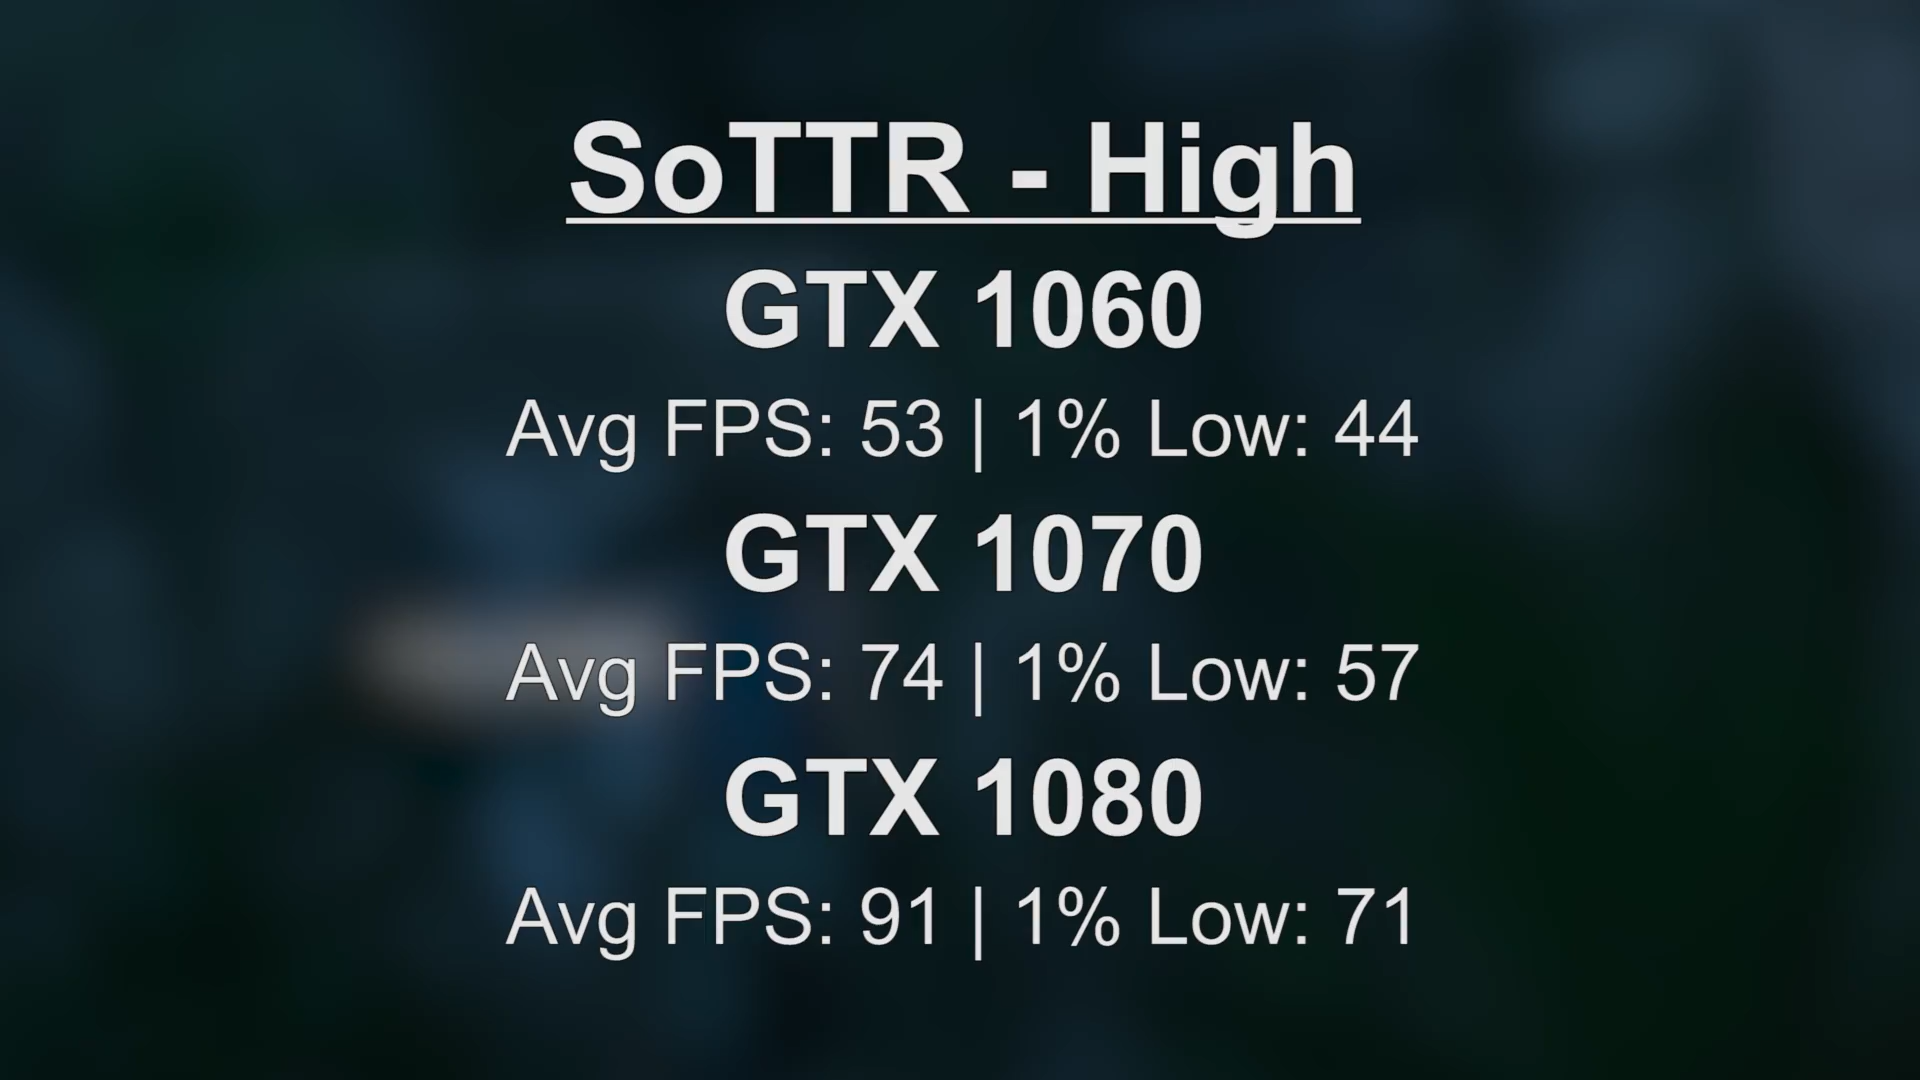 SoTTR - High
GTX 1060
Avg FPS: 53 | 1% Low: 44
GTX 1070
Avg FPS: 74 | 1% Low: 57
GTX 1080
Avg FPS: 91 | 1% Low: 71